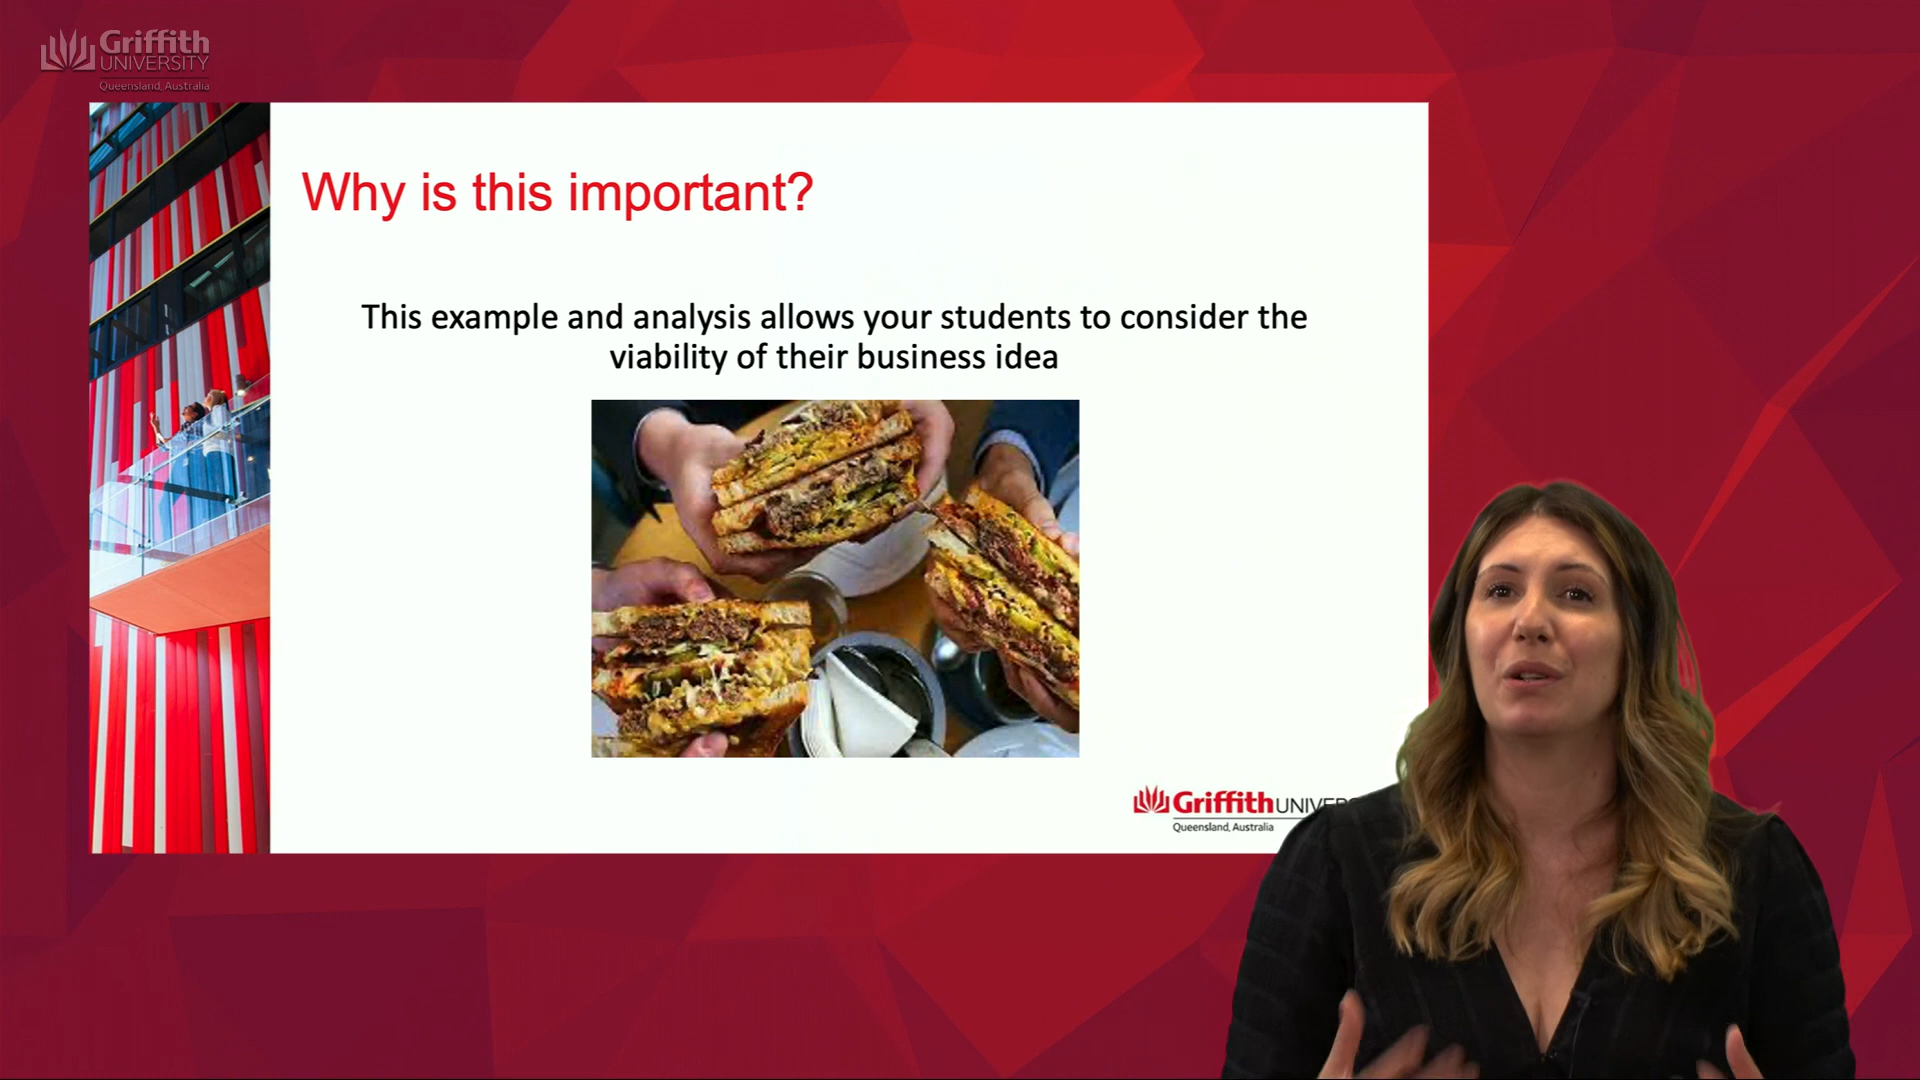 Griffith
UNIVERSITY
Queensland, Australia
Why is this important?
This example and analysis allows your students to consider the
viability of their business idea
Griffith
Queensland, Australia